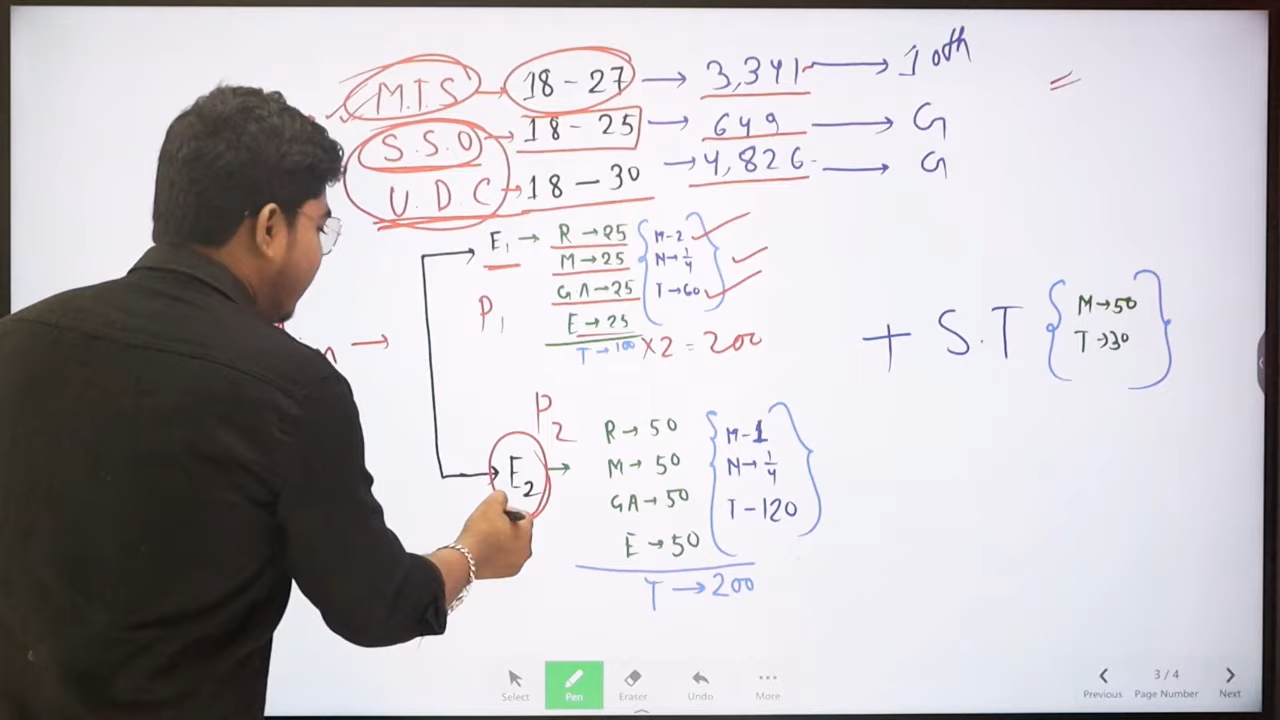 M.T.S → 18-27 → 3,341 → 10th
S.S.O → 18-25 → 649 → G
U.D.C → 18-30 → 4,826 → G
E1 → R → 25 M-2
M → 25 N → 1/4
P1 GA → 25 T → 60
E → 25
T → 100 X2 = 200
+ S.T M → 50
T → 30
P2
E2 → R → 50 M-1
M → 50 N → 1/4
GA → 50 T-120
E → 50
T → 200
Select Pen Eraser Undo More
Previous 3 / 4 Page Number Next